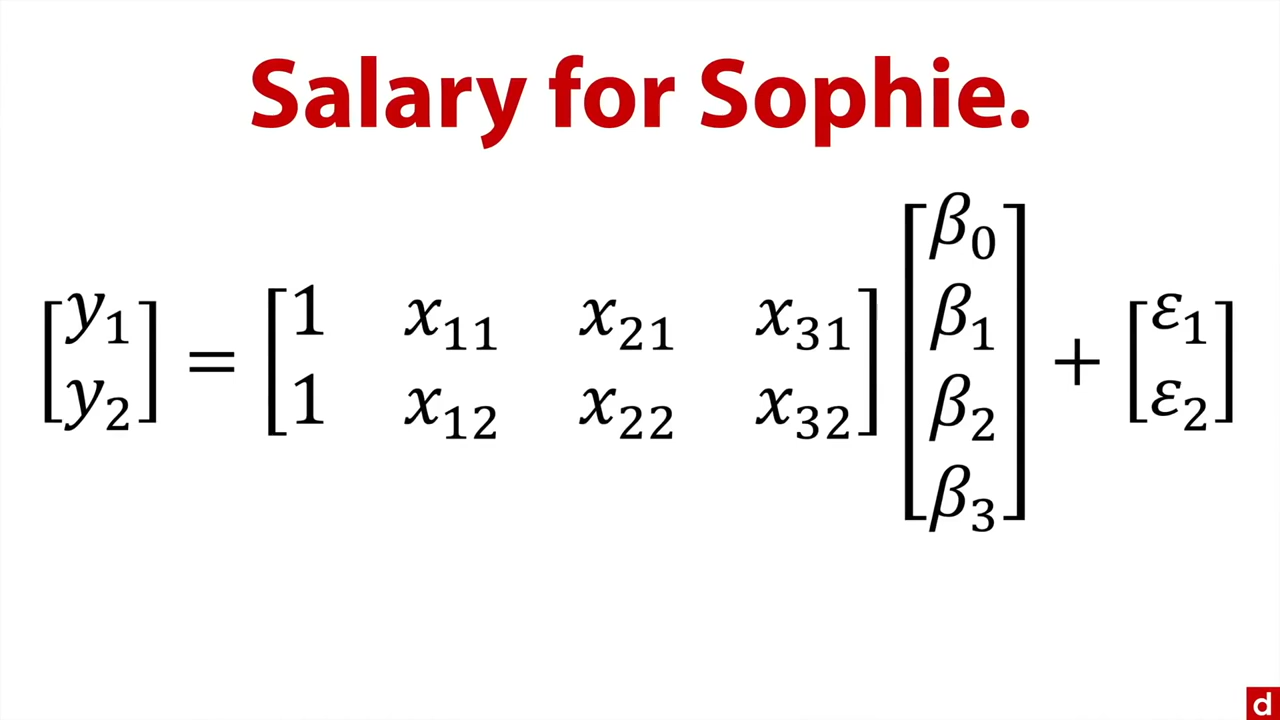 Salary for Sophie.
[y₁ y₂] = [1 x₁₁ x₂₁ x₃₁; 1 x₁₂ x₂₂ x₃₂] [β₀ β₁ β₂ β₃] + [ε₁ ε₂]
d